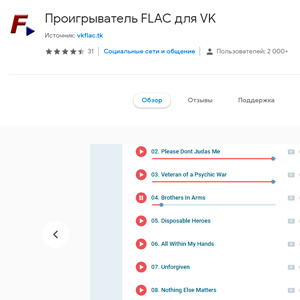 Проигрыватель FLAC для VK
Источник: vkflac.tk
31 | Социальные сети и общение | Пользователей: 2 000+
Обзор Отзывы Поддержка
02. Please Dont Judas Me
03. Veteran of a Psychic War
04. Brothers In Arms
05. Disposable Heroes
06. All Within My Hands
07. Unforgiven
08. Nothing Else Matters